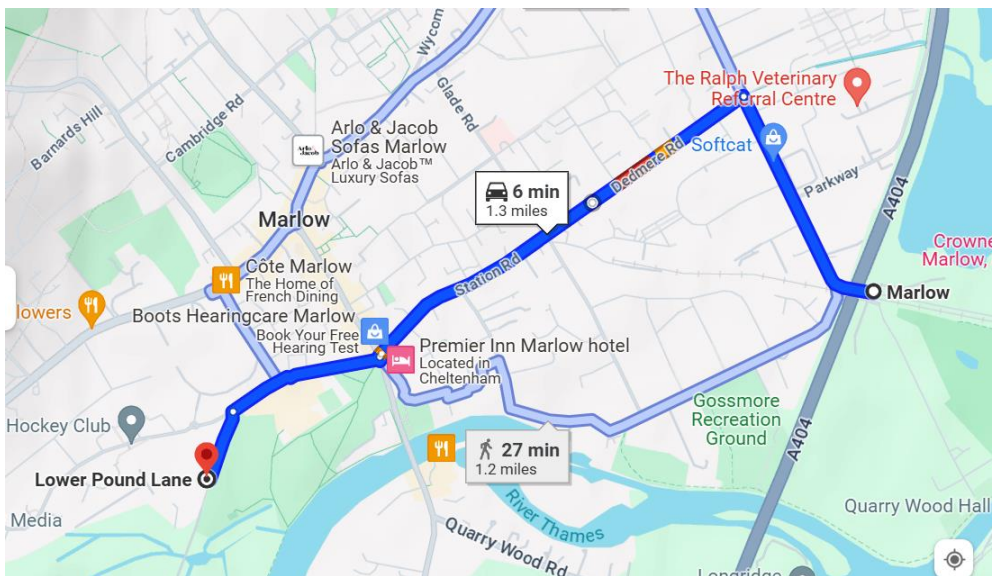 Wycom
Barnards Hill
Cambridge Rd
Glade Rd
Arlo & Jacob
Sofas Marlow
Arlo & Jacob™
Luxury Sofas
Arlo
& Jacob
The Ralph Veterinary
Referral Centre
Softcat
Dedmere Rd
Parkway
A404
6 min
1.3 miles
Marlow
Station Rd
Côte Marlow
The Home of
French Dining
lowers
Boots Hearingcare Marlow
Book Your Free
Hearing Test
Crowne
Marlow,
Marlow
Premier Inn Marlow hotel
Located in
Cheltenham
Gossmore
Recreation
Ground
A404
Hockey Club
Lower Pound Lane
27 min
1.2 miles
River Thames
Media
Quarry Wood Rd
Quarry Wood Hall
Longridge